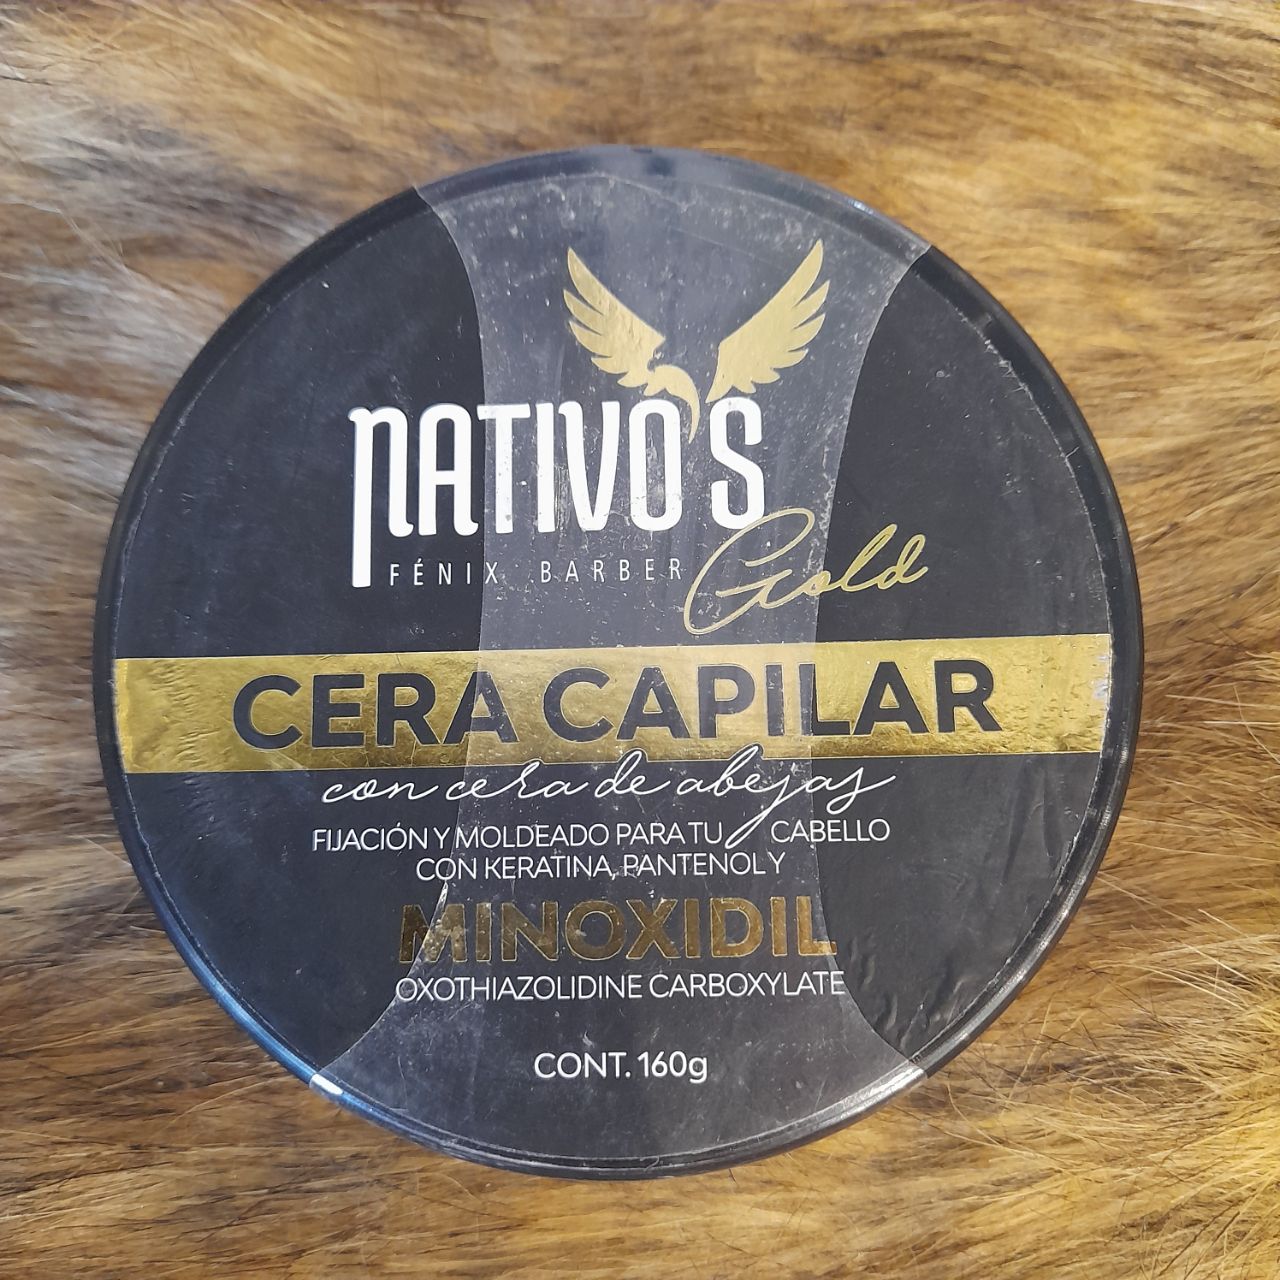 NATIVO'S
FÉNIX BARBER Gold
CERA CAPILAR
con cera de abejas
FIJACIÓN Y MOLDEADO PARA TU CABELLO
CON KERATINA, PANTENOL Y
MINOXIDIL
OXOTHIAZOLIDINE CARBOXYLATE
CONT. 160g